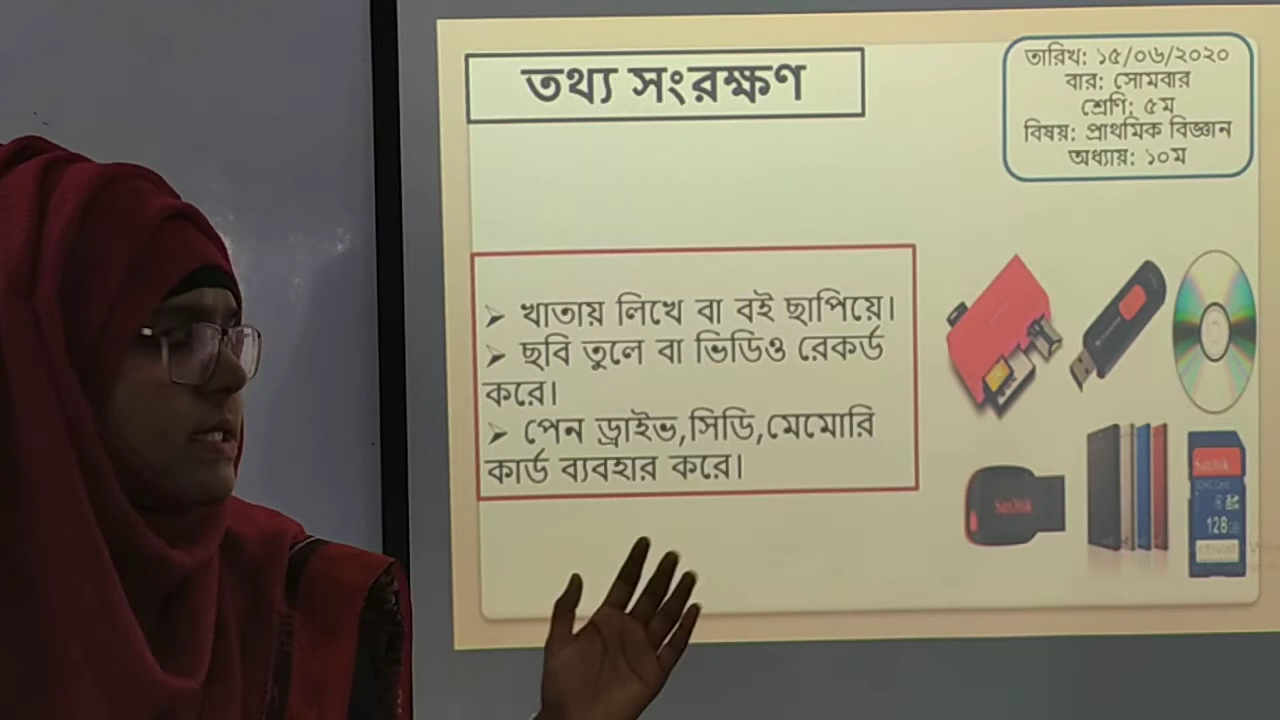 তথ্য সংরক্ষণ
তারিখ: ১৫/০৬/২০২০
বার: সোমবার
শ্রেণি: ৫ম
বিষয়: প্রাথমিক বিজ্ঞান
অধ্যায়: ১০ম
➢ খাতায় লিখে বা বই ছাপিয়ে।
➢ ছবি তুলে বা ভিডিও রেকর্ড
করে।
➢ পেন ড্রাইভ,সিডি,মেমোরি
কার্ড ব্যবহার করে।
SanDisk
SanDisk
128GB